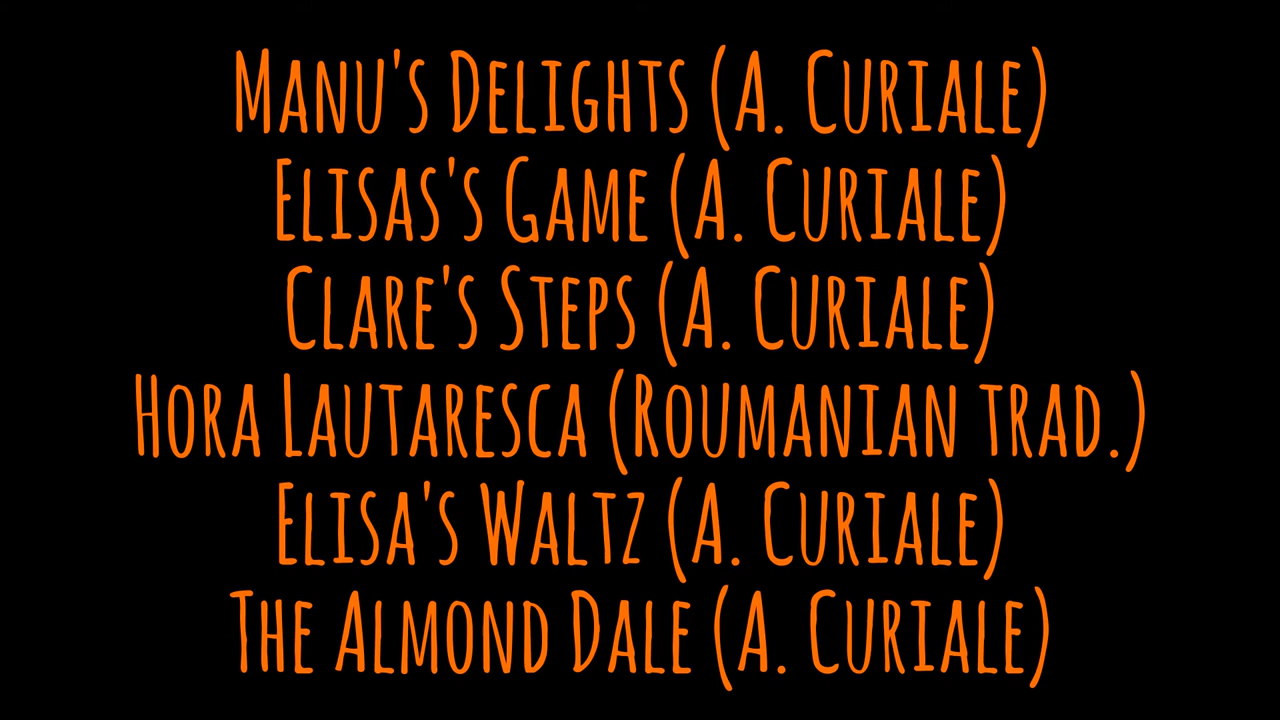 Manu's Delights (A. Curiale)
Elisas's Game (A. Curiale)
Clare's Steps (A. Curiale)
Hora Lautaresca (Roumanian trad.)
Elisa's Waltz (A. Curiale)
The Almond Dale (A. Curiale)